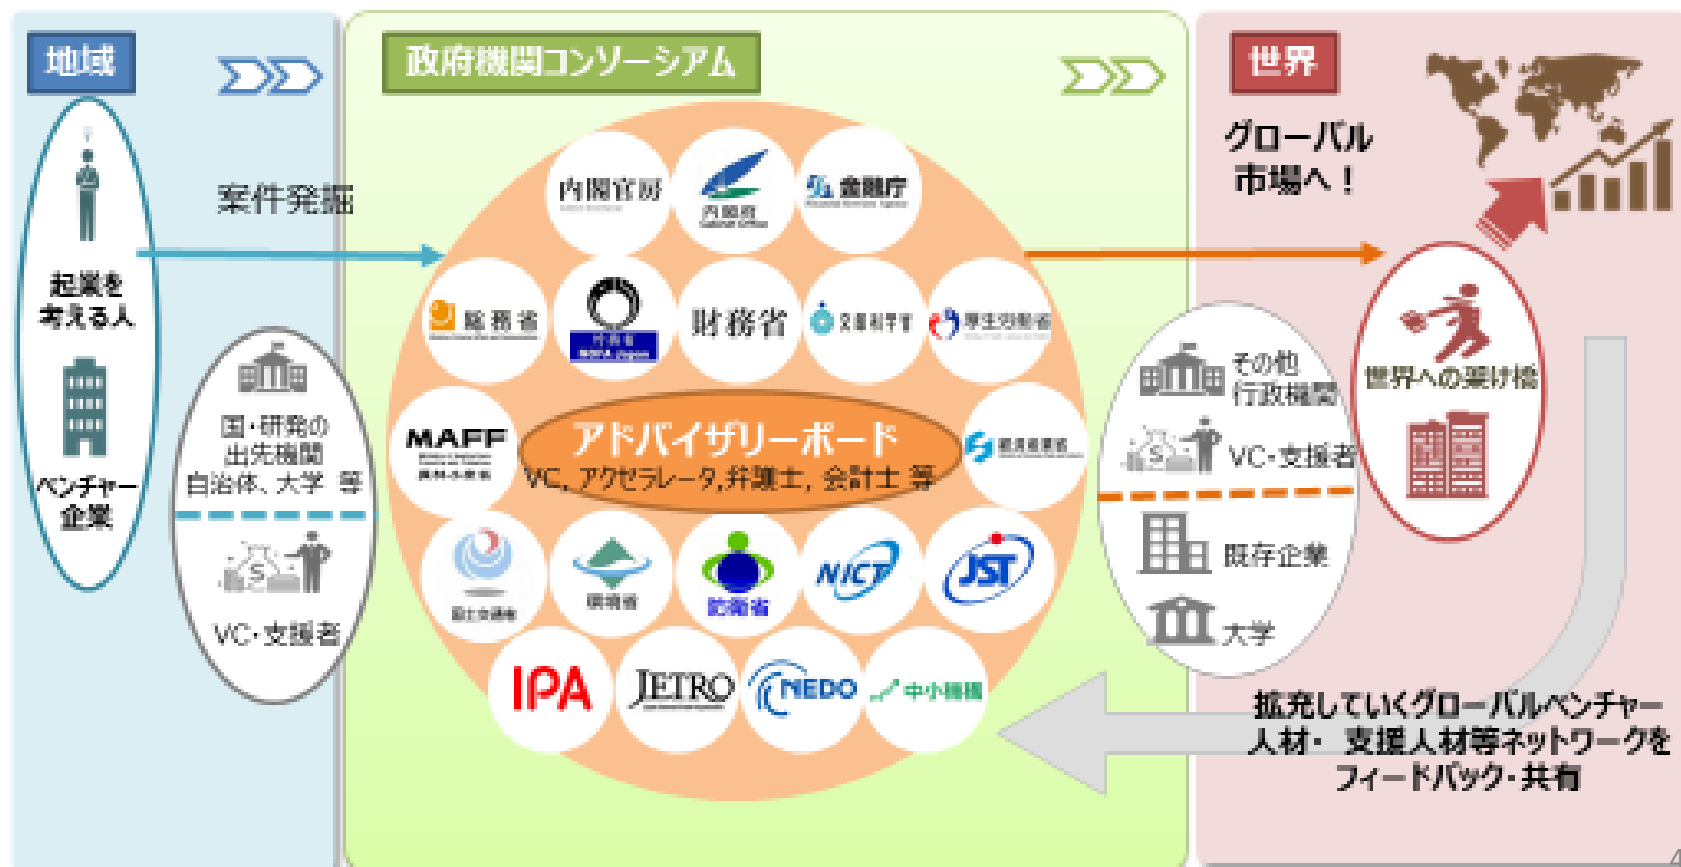 地域
政府機関コンソーシアム
世界
グローバル
市場へ！
案件発掘
起業を
考える人
ベンチャー
企業
国・研発の
出先機関
自治体、大学 等
VC・支援者
内閣官房
内閣府
金融庁
総務省
外務省
MOFA Japan
財務省
文部科学省
厚生労働省
MAFF
農林水産省
アドバイザリーボード
VC, アクセラレータ,弁護士, 会計士 等
経済産業省
国土交通省
環境省
防衛省
NICT
JST
IPA
JETRO
NEDO
中小機構
その他
行政機関
VC・支援者
既存企業
大学
世界への架け橋
拡充していくグローバルベンチャー
人材・ 支援人材等ネットワークを
フィードバック・共有
4